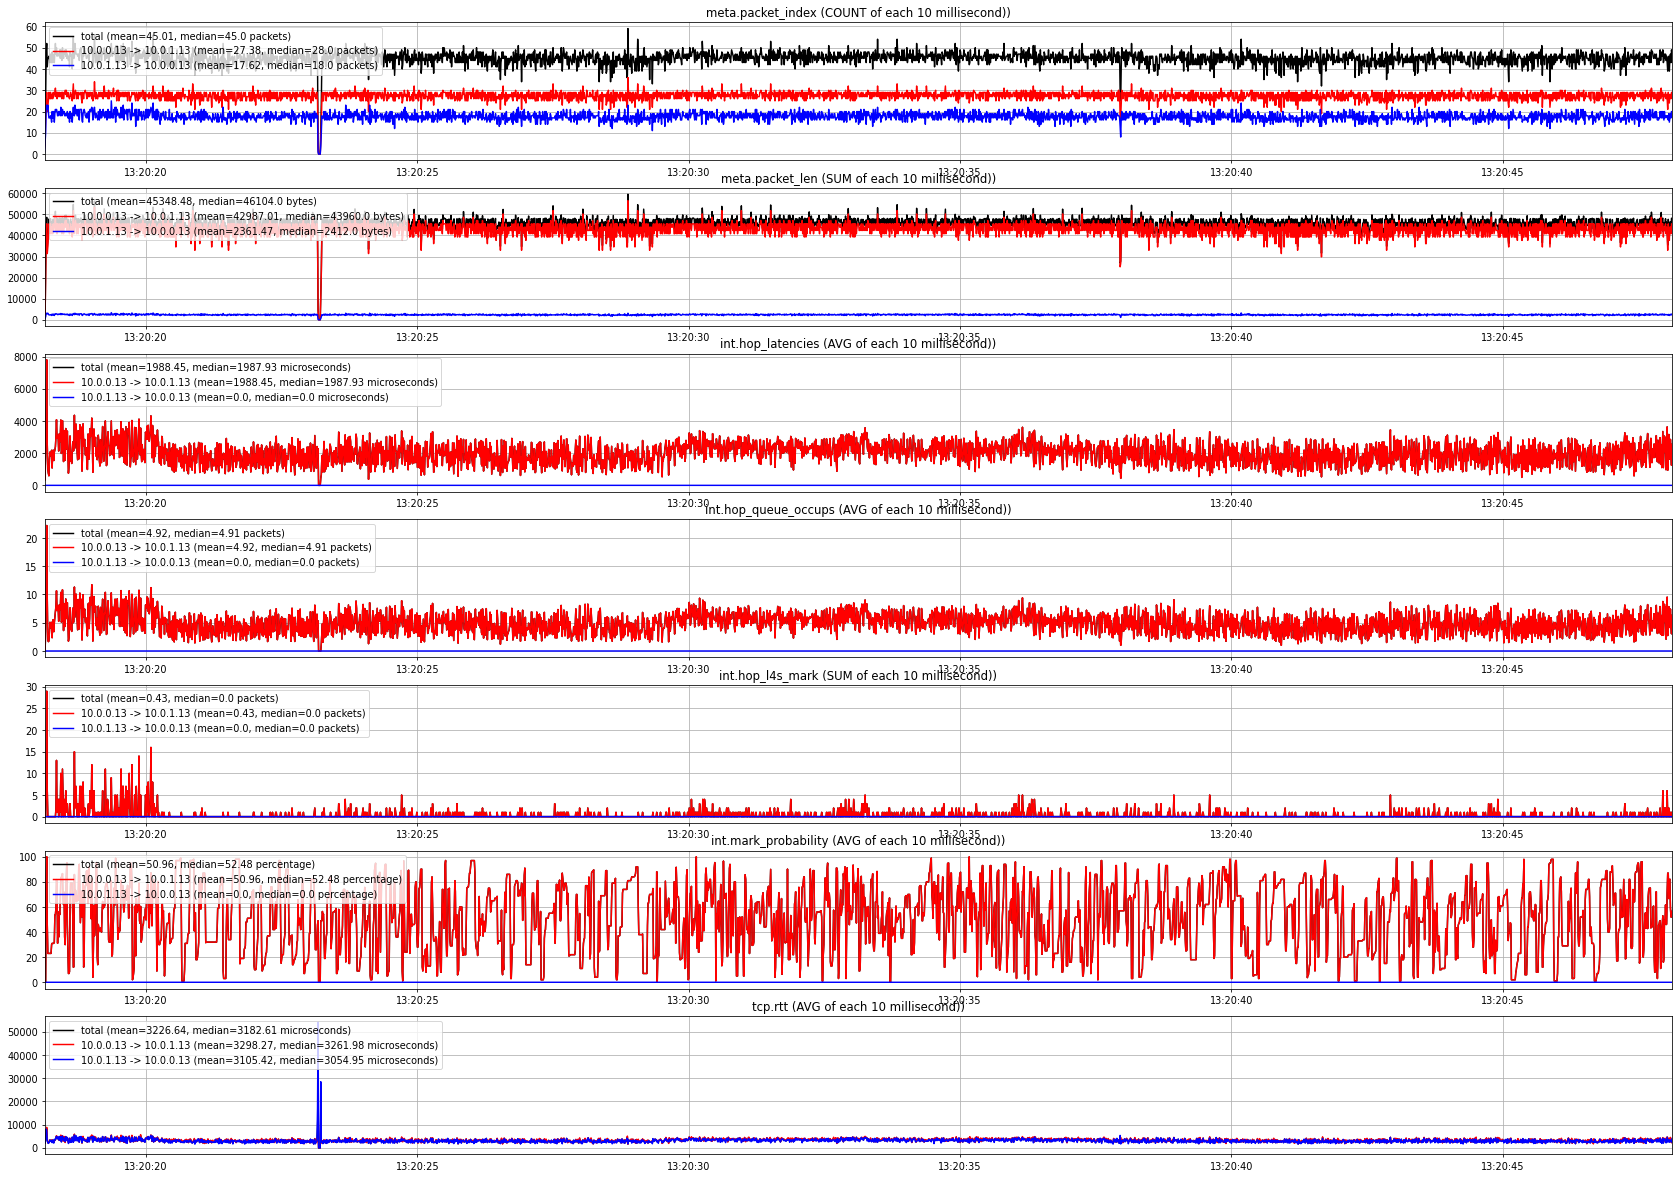 meta.packet_index (COUNT of each 10 millisecond))
60
50
40
30
20
10
0
total (mean=45.01, median=45.0 packets)
10.0.0.13 -> 10.0.1.13 (mean=27.38, median=28.0 packets)
10.0.1.13 -> 10.0.0.13 (mean=17.62, median=18.0 packets)
13:20:20 13:20:25 13:20:30 13:20:35 13:20:40 13:20:45
meta.packet_len (SUM of each 10 millisecond))
60000
50000
40000
30000
20000
10000
0
total (mean=45348.48, median=46104.0 bytes)
10.0.0.13 -> 10.0.1.13 (mean=42987.01, median=43960.0 bytes)
10.0.1.13 -> 10.0.0.13 (mean=2361.47, median=2412.0 bytes)
13:20:20 13:20:25 13:20:30 13:20:35 13:20:40 13:20:45
int.hop_latencies (AVG of each 10 millisecond))
8000
6000
4000
2000
0
total (mean=1988.45, median=1987.93 microseconds)
10.0.0.13 -> 10.0.1.13 (mean=1988.45, median=1987.93 microseconds)
10.0.1.13 -> 10.0.0.13 (mean=0.0, median=0.0 microseconds)
13:20:20 13:20:25 13:20:30 13:20:35 13:20:40 13:20:45
int.hop_queue_occups (AVG of each 10 millisecond))
20
15
10
5
0
total (mean=4.92, median=4.91 packets)
10.0.0.13 -> 10.0.1.13 (mean=4.92, median=4.91 packets)
10.0.1.13 -> 10.0.0.13 (mean=0.0, median=0.0 packets)
13:20:20 13:20:25 13:20:30 13:20:35 13:20:40 13:20:45
int.hop_l4s_mark (SUM of each 10 millisecond))
30
25
20
15
10
5
0
total (mean=0.43, median=0.0 packets)
10.0.0.13 -> 10.0.1.13 (mean=0.43, median=0.0 packets)
10.0.1.13 -> 10.0.0.13 (mean=0.0, median=0.0 packets)
13:20:20 13:20:25 13:20:30 13:20:35 13:20:40 13:20:45
int.mark_probability (AVG of each 10 millisecond))
100
80
60
40
20
0
total (mean=50.96, median=52.48 percentage)
10.0.0.13 -> 10.0.1.13 (mean=50.96, median=52.48 percentage)
10.0.1.13 -> 10.0.0.13 (mean=0.0, median=0.0 percentage)
13:20:20 13:20:25 13:20:30 13:20:35 13:20:40 13:20:45
tcp.rtt (AVG of each 10 millisecond))
50000
40000
30000
20000
10000
0
total (mean=3226.64, median=3182.61 microseconds)
10.0.0.13 -> 10.0.1.13 (mean=3298.27, median=3261.98 microseconds)
10.0.1.13 -> 10.0.0.13 (mean=3105.42, median=3054.95 microseconds)
13:20:20 13:20:25 13:20:30 13:20:35 13:20:40 13:20:45